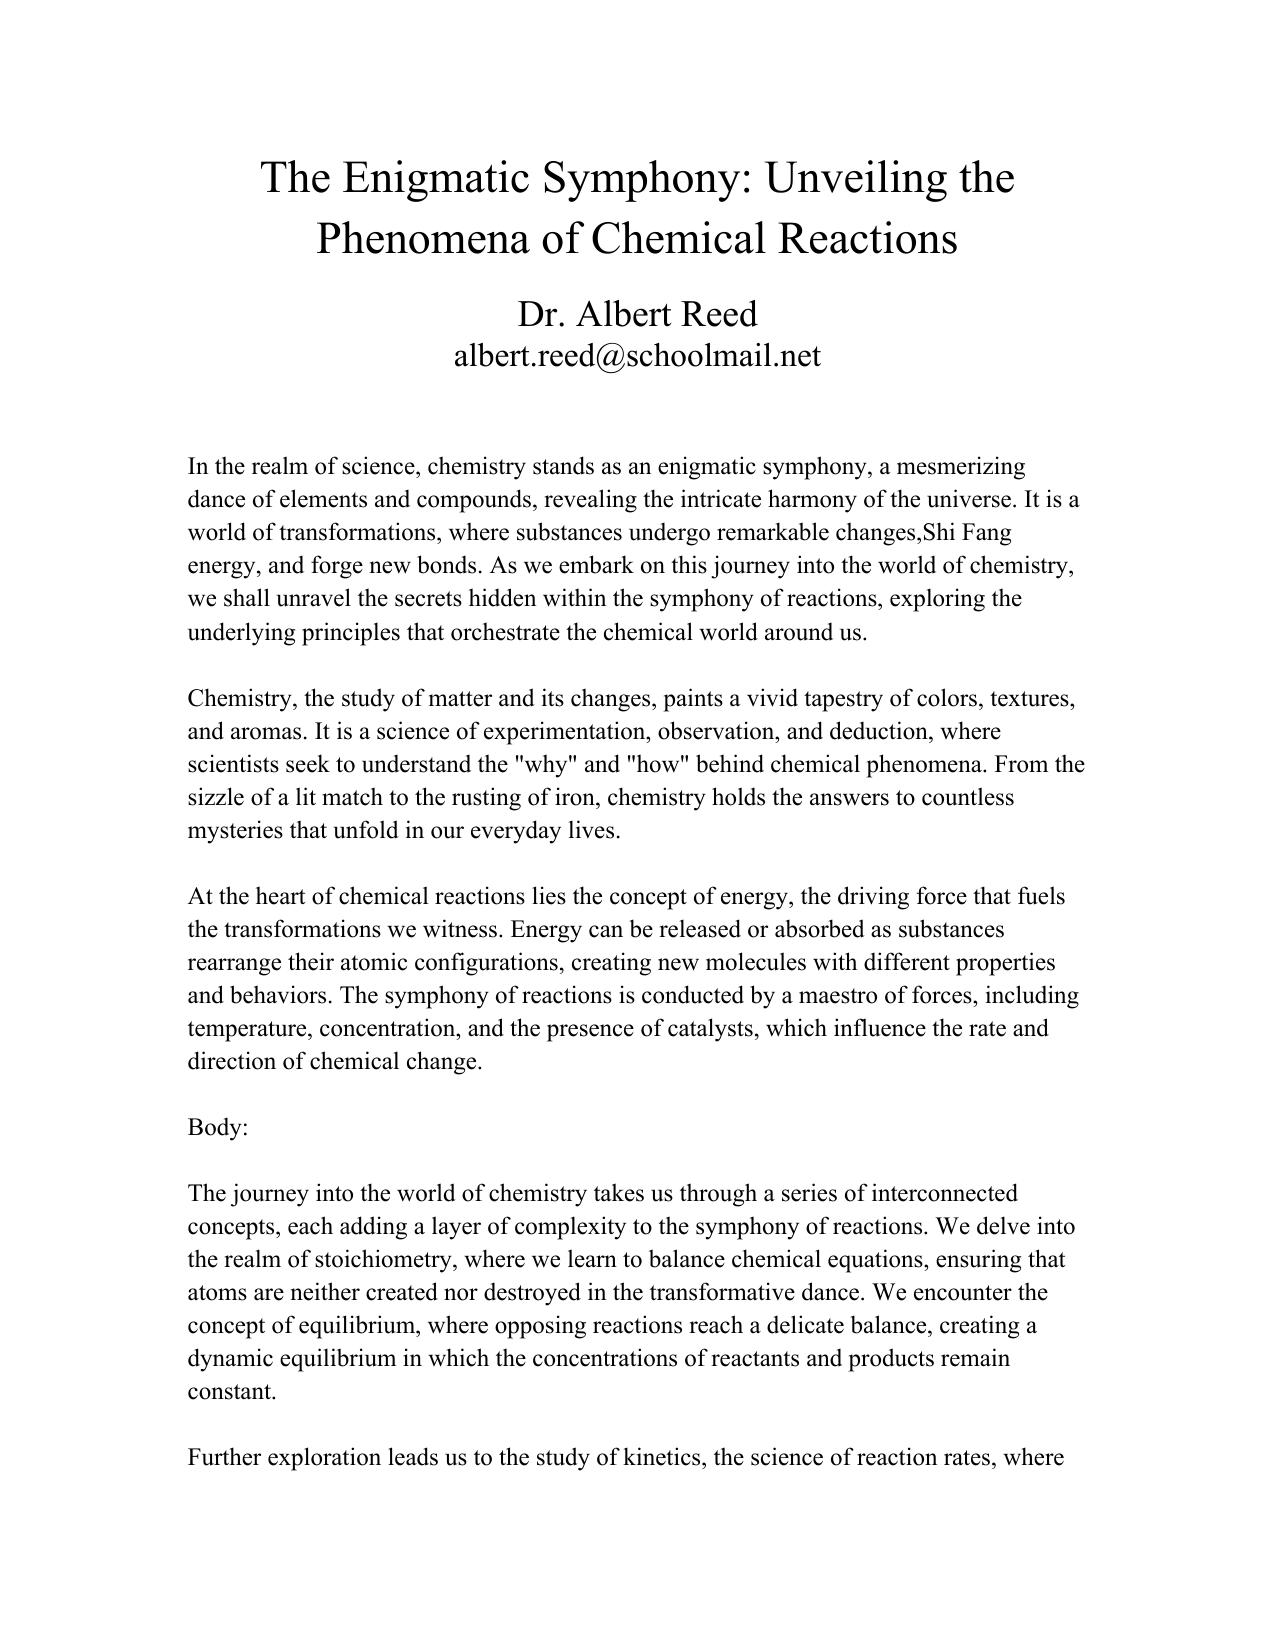 The Enigmatic Symphony: Unveiling the
Phenomena of Chemical Reactions
Dr. Albert Reed
albert.reed@schoolmail.net
In the realm of science, chemistry stands as an enigmatic symphony, a mesmerizing
dance of elements and compounds, revealing the intricate harmony of the universe. It is a
world of transformations, where substances undergo remarkable changes,Shi Fang
energy, and forge new bonds. As we embark on this journey into the world of chemistry,
we shall unravel the secrets hidden within the symphony of reactions, exploring the
underlying principles that orchestrate the chemical world around us.
Chemistry, the study of matter and its changes, paints a vivid tapestry of colors, textures,
and aromas. It is a science of experimentation, observation, and deduction, where
scientists seek to understand the "why" and "how" behind chemical phenomena. From the
sizzle of a lit match to the rusting of iron, chemistry holds the answers to countless
mysteries that unfold in our everyday lives.
At the heart of chemical reactions lies the concept of energy, the driving force that fuels
the transformations we witness. Energy can be released or absorbed as substances
rearrange their atomic configurations, creating new molecules with different properties
and behaviors. The symphony of reactions is conducted by a maestro of forces, including
temperature, concentration, and the presence of catalysts, which influence the rate and
direction of chemical change.
Body:
The journey into the world of chemistry takes us through a series of interconnected
concepts, each adding a layer of complexity to the symphony of reactions. We delve into
the realm of stoichiometry, where we learn to balance chemical equations, ensuring that
atoms are neither created nor destroyed in the transformative dance. We encounter the
concept of equilibrium, where opposing reactions reach a delicate balance, creating a
dynamic equilibrium in which the concentrations of reactants and products remain
constant.
Further exploration leads us to the study of kinetics, the science of reaction rates, where